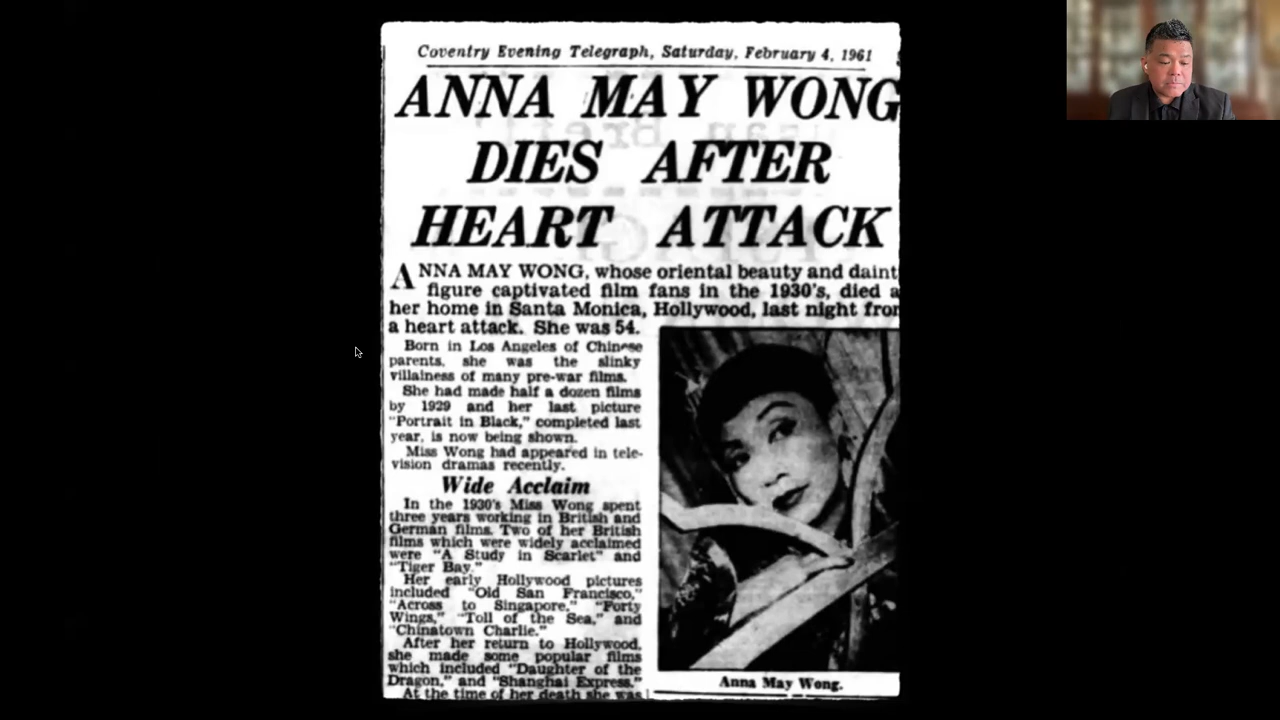 Coventry Evening Telegraph, Saturday, February 4, 1961
ANNA MAY WONG
DIES AFTER
HEART ATTACK
ANNA MAY WONG, whose oriental beauty and daint
figure captivated film fans in the 1930's, died a
her home in Santa Monica, Hollywood, last night fro
a heart attack. She was 54.
Born in Los Angeles of Chinese
parents, she was the slinky
villainess of many pre-war films.
She had made half a dozen films
by 1929 and her last picture
"Portrait in Black," completed last
year, is now being shown.
Miss Wong had appeared in tele-
vision dramas recently.
Wide Acclaim
In the 1930's Miss Wong spent
three years working in British and
German films. Two of her British
films which were widely acclaimed
were "A Study in Scarlet" and
"Tiger Bay."
Her early Hollywood pictures
included "Old San Francisco,"
"Across to Singapore," "Forty
Wings," "Toll of the Sea," and
"Chinatown Charlie."
After her return to Hollywood,
she made some popular films
which included "Daughter of the
Dragon," and "Shanghai Express."
At the time of her death she was
Anna May Wong.